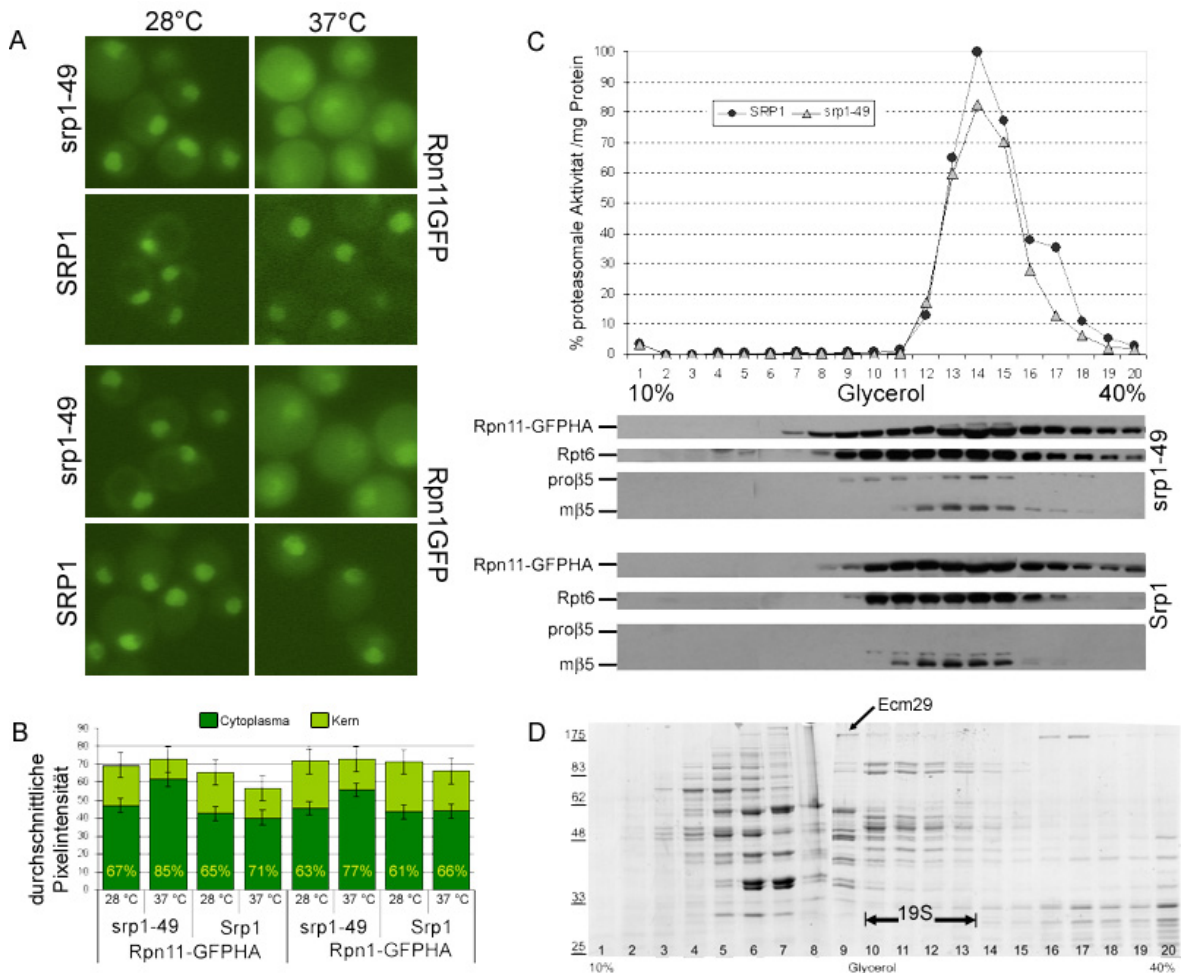 A
28°C 37°C
srp1-49
SRP1
Rpn11GFP
srp1-49
SRP1
Rpn1GFP
B
Cytoplasma Kern
durchschnittliche
Pixelintensität
90
80
70
60
50
40
30
20
10
0
67% 85% 65% 71% 63% 77% 61% 66%
28 °C 37 °C 28 °C 37 °C 28 °C 37 °C 28 °C 37 °C
srp1-49 Srp1 srp1-49 Srp1
Rpn11-GFPHA Rpn1-GFPHA
C
% proteasomale Aktivitat /mg Protein
100
90
80
70
60
50
40
30
20
10
0
SRP1 srp1-49
1 2 3 4 5 6 7 8 9 10 11 12 13 14 15 16 17 18 19 20
10% Glycerol 40%
Rpn11-GFPHA
Rpt6
proβ5
mβ5
srp1-49
Rpn11-GFPHA
Rpt6
proβ5
mβ5
Srp1
D
Ecm29
175
83
62
48
33
25
19S
1 2 3 4 5 6 7 8 9 10 11 12 13 14 15 16 17 18 19 20
10% Glycerol 40%